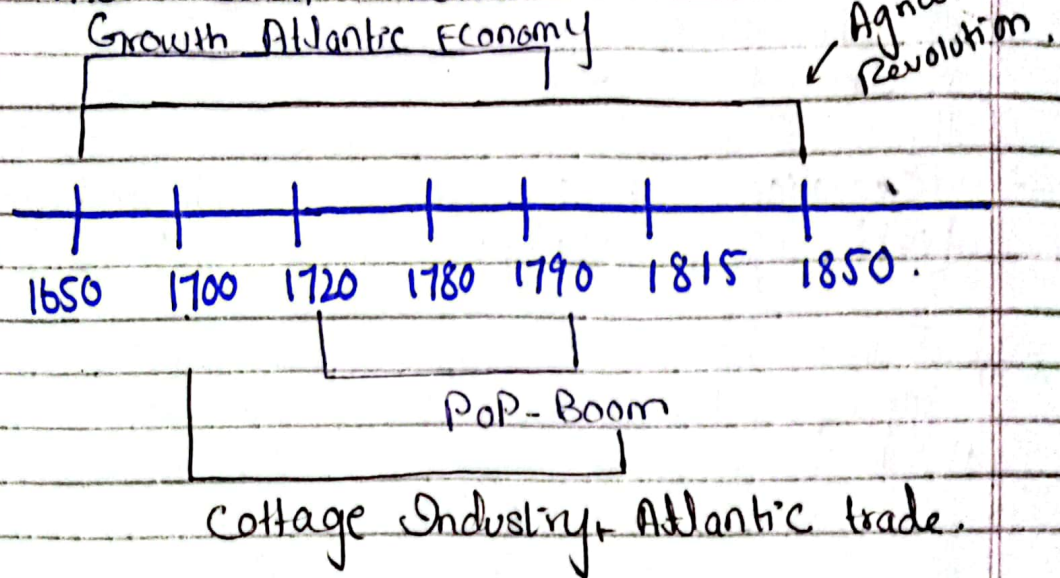 Growth Atlantic Economy
Revolution.
1650 1700 1720 1780 1790 1815 1850.
POP-Boom
Cottage Industry, Atlantic trade.